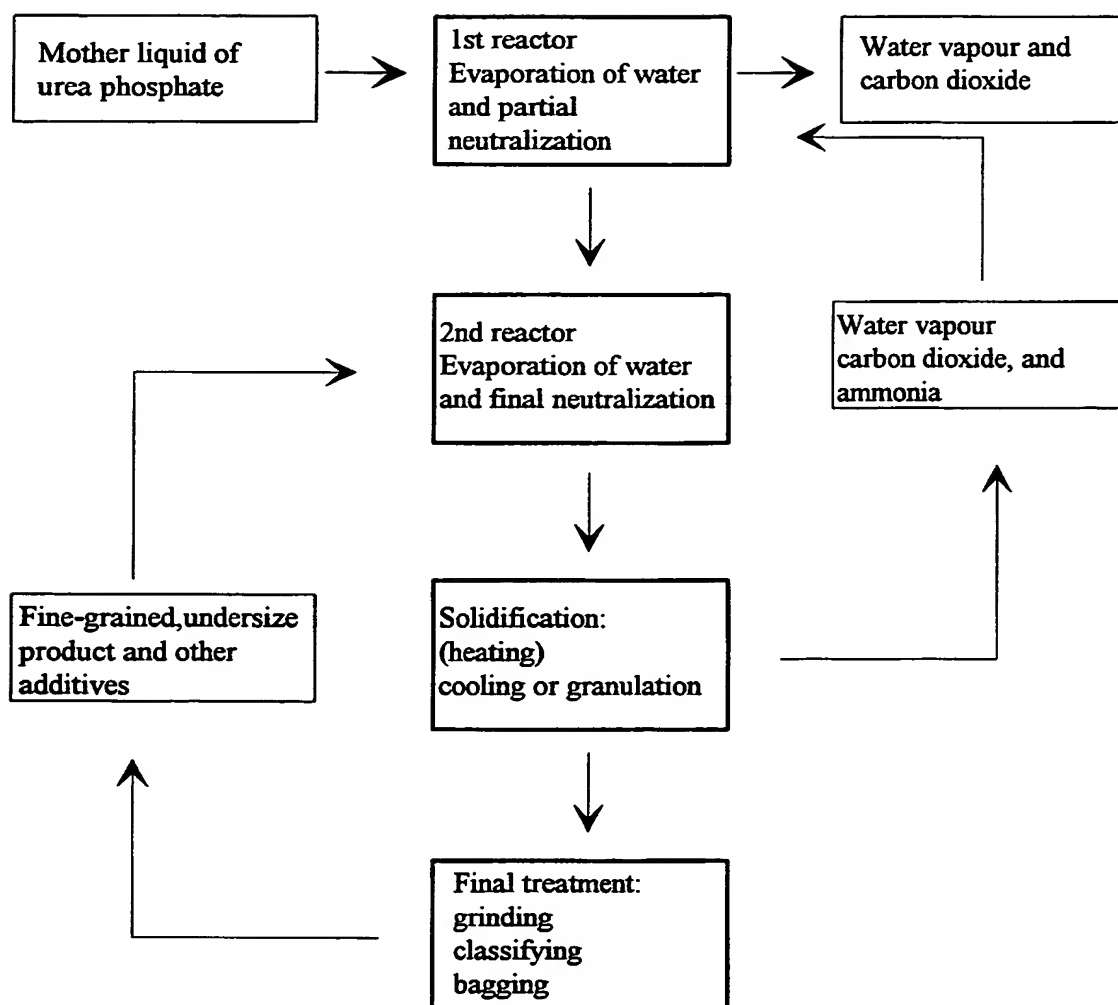 Mother liquid of
urea phosphate
1st reactor
Evaporation of water
and partial
neutralization
Water vapour and
carbon dioxide
2nd reactor
Evaporation of water
and final neutralization
Water vapour
carbon dioxide, and
ammonia
Fine-grained,undersize
product and other
additives
Solidification:
(heating)
cooling or granulation
Final treatment:
grinding
classifying
bagging